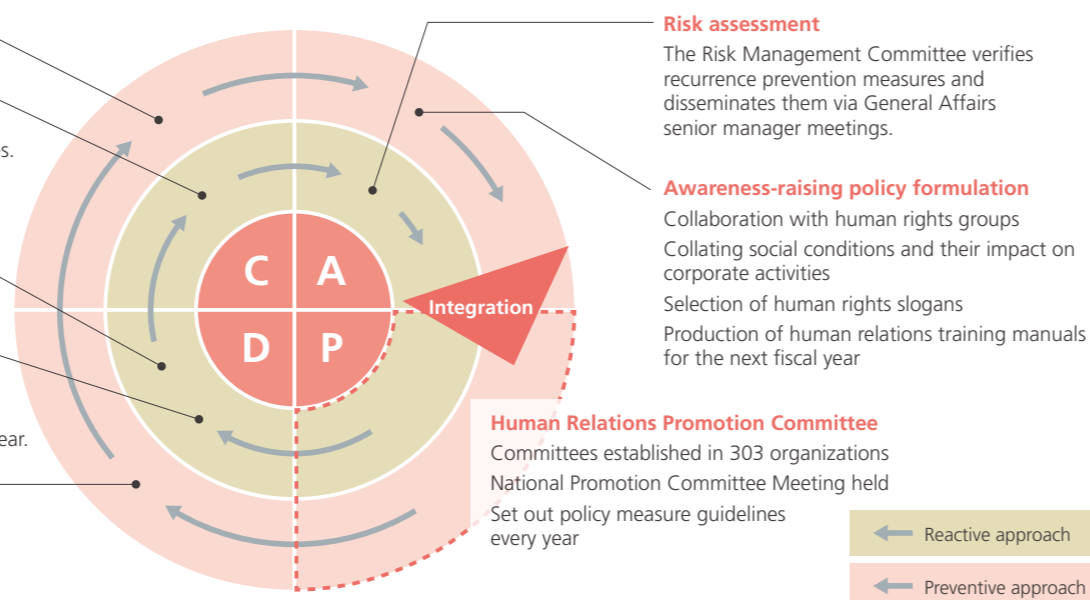 s.
ear.
C
A
D
P
Integration
Risk assessment
The Risk Management Committee verifies
recurrence prevention measures and
disseminates them via General Affairs
senior manager meetings.
Awareness-raising policy formulation
Collaboration with human rights groups
Collating social conditions and their impact on
corporate activities
Selection of human rights slogans
Production of human relations training manuals
for the next fiscal year
Human Relations Promotion Committee
Committees established in 303 organizations
National Promotion Committee Meeting held
Set out policy measure guidelines
every year
Reactive approach
Preventive approach